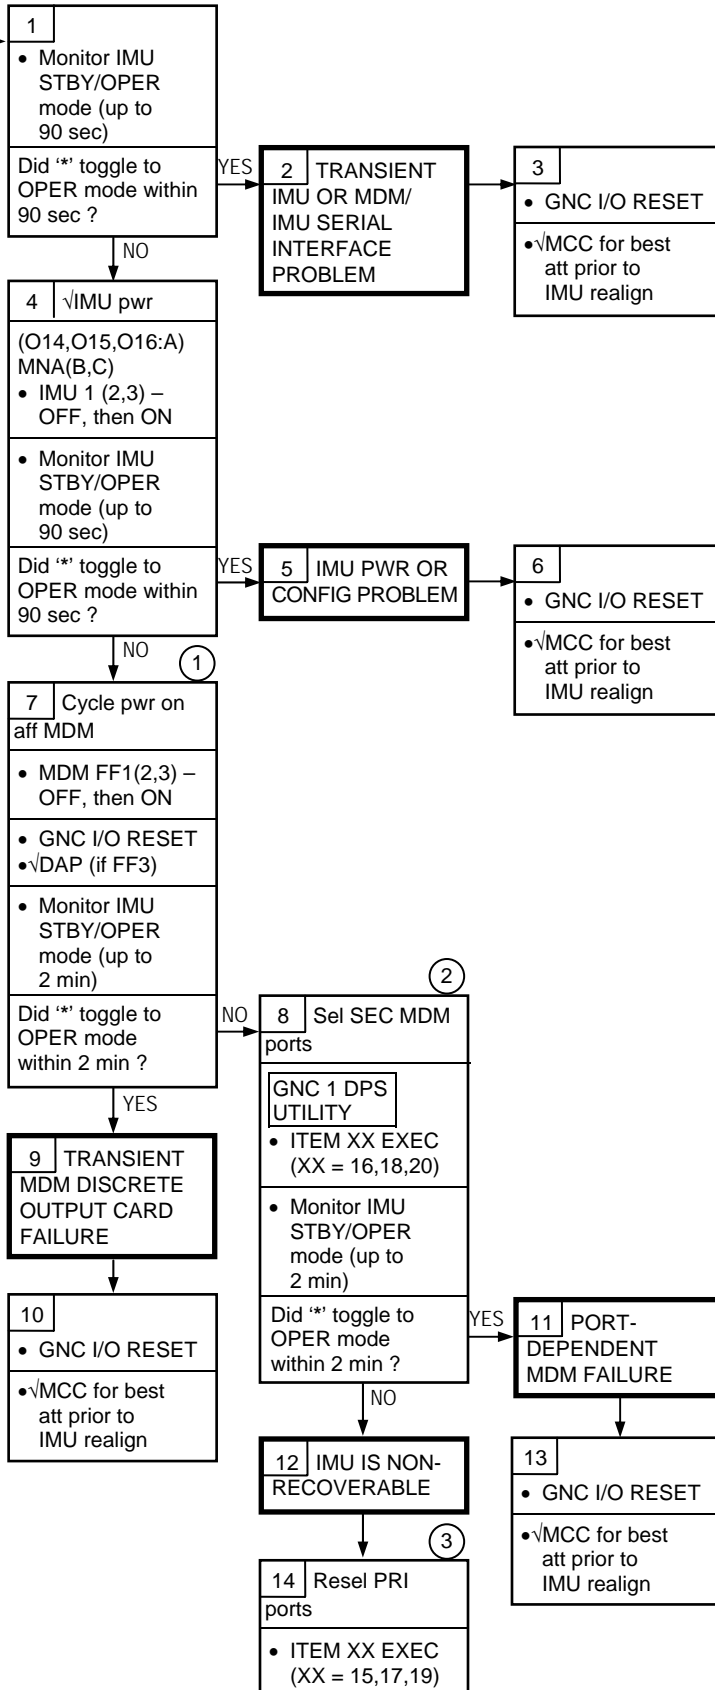 1
• Monitor IMU
STBY/OPER
mode (up to
90 sec)
Did '*' toggle to
OPER mode within
90 sec ?
YES
NO
2 TRANSIENT
IMU OR MDM/
IMU SERIAL
INTERFACE
PROBLEM
3
• GNC I/O RESET
•√MCC for best
att prior to
IMU realign
4 √IMU pwr
(O14,O15,O16:A)
MNA(B,C)
• IMU 1 (2,3) –
OFF, then ON
• Monitor IMU
STBY/OPER
mode (up to
90 sec)
Did '*' toggle to
OPER mode within
90 sec ?
YES
NO
5 IMU PWR OR
CONFIG PROBLEM
6
• GNC I/O RESET
•√MCC for best
att prior to
IMU realign
1
7 Cycle pwr on
aff MDM
• MDM FF1(2,3) –
OFF, then ON
• GNC I/O RESET
•√DAP (if FF3)
• Monitor IMU
STBY/OPER
mode (up to
2 min)
Did '*' toggle to
OPER mode
within 2 min ?
NO
YES
2
8 Sel SEC MDM
ports
GNC 1 DPS
UTILITY
• ITEM XX EXEC
(XX = 16,18,20)
• Monitor IMU
STBY/OPER
mode (up to
2 min)
Did '*' toggle to
OPER mode
within 2 min ?
YES
NO
9 TRANSIENT
MDM DISCRETE
OUTPUT CARD
FAILURE
10
• GNC I/O RESET
•√MCC for best
att prior to
IMU realign
11 PORT-
DEPENDENT
MDM FAILURE
12 IMU IS NON-
RECOVERABLE
13
• GNC I/O RESET
•√MCC for best
att prior to
IMU realign
3
14 Resel PRI
ports
• ITEM XX EXEC
(XX = 15,17,19)